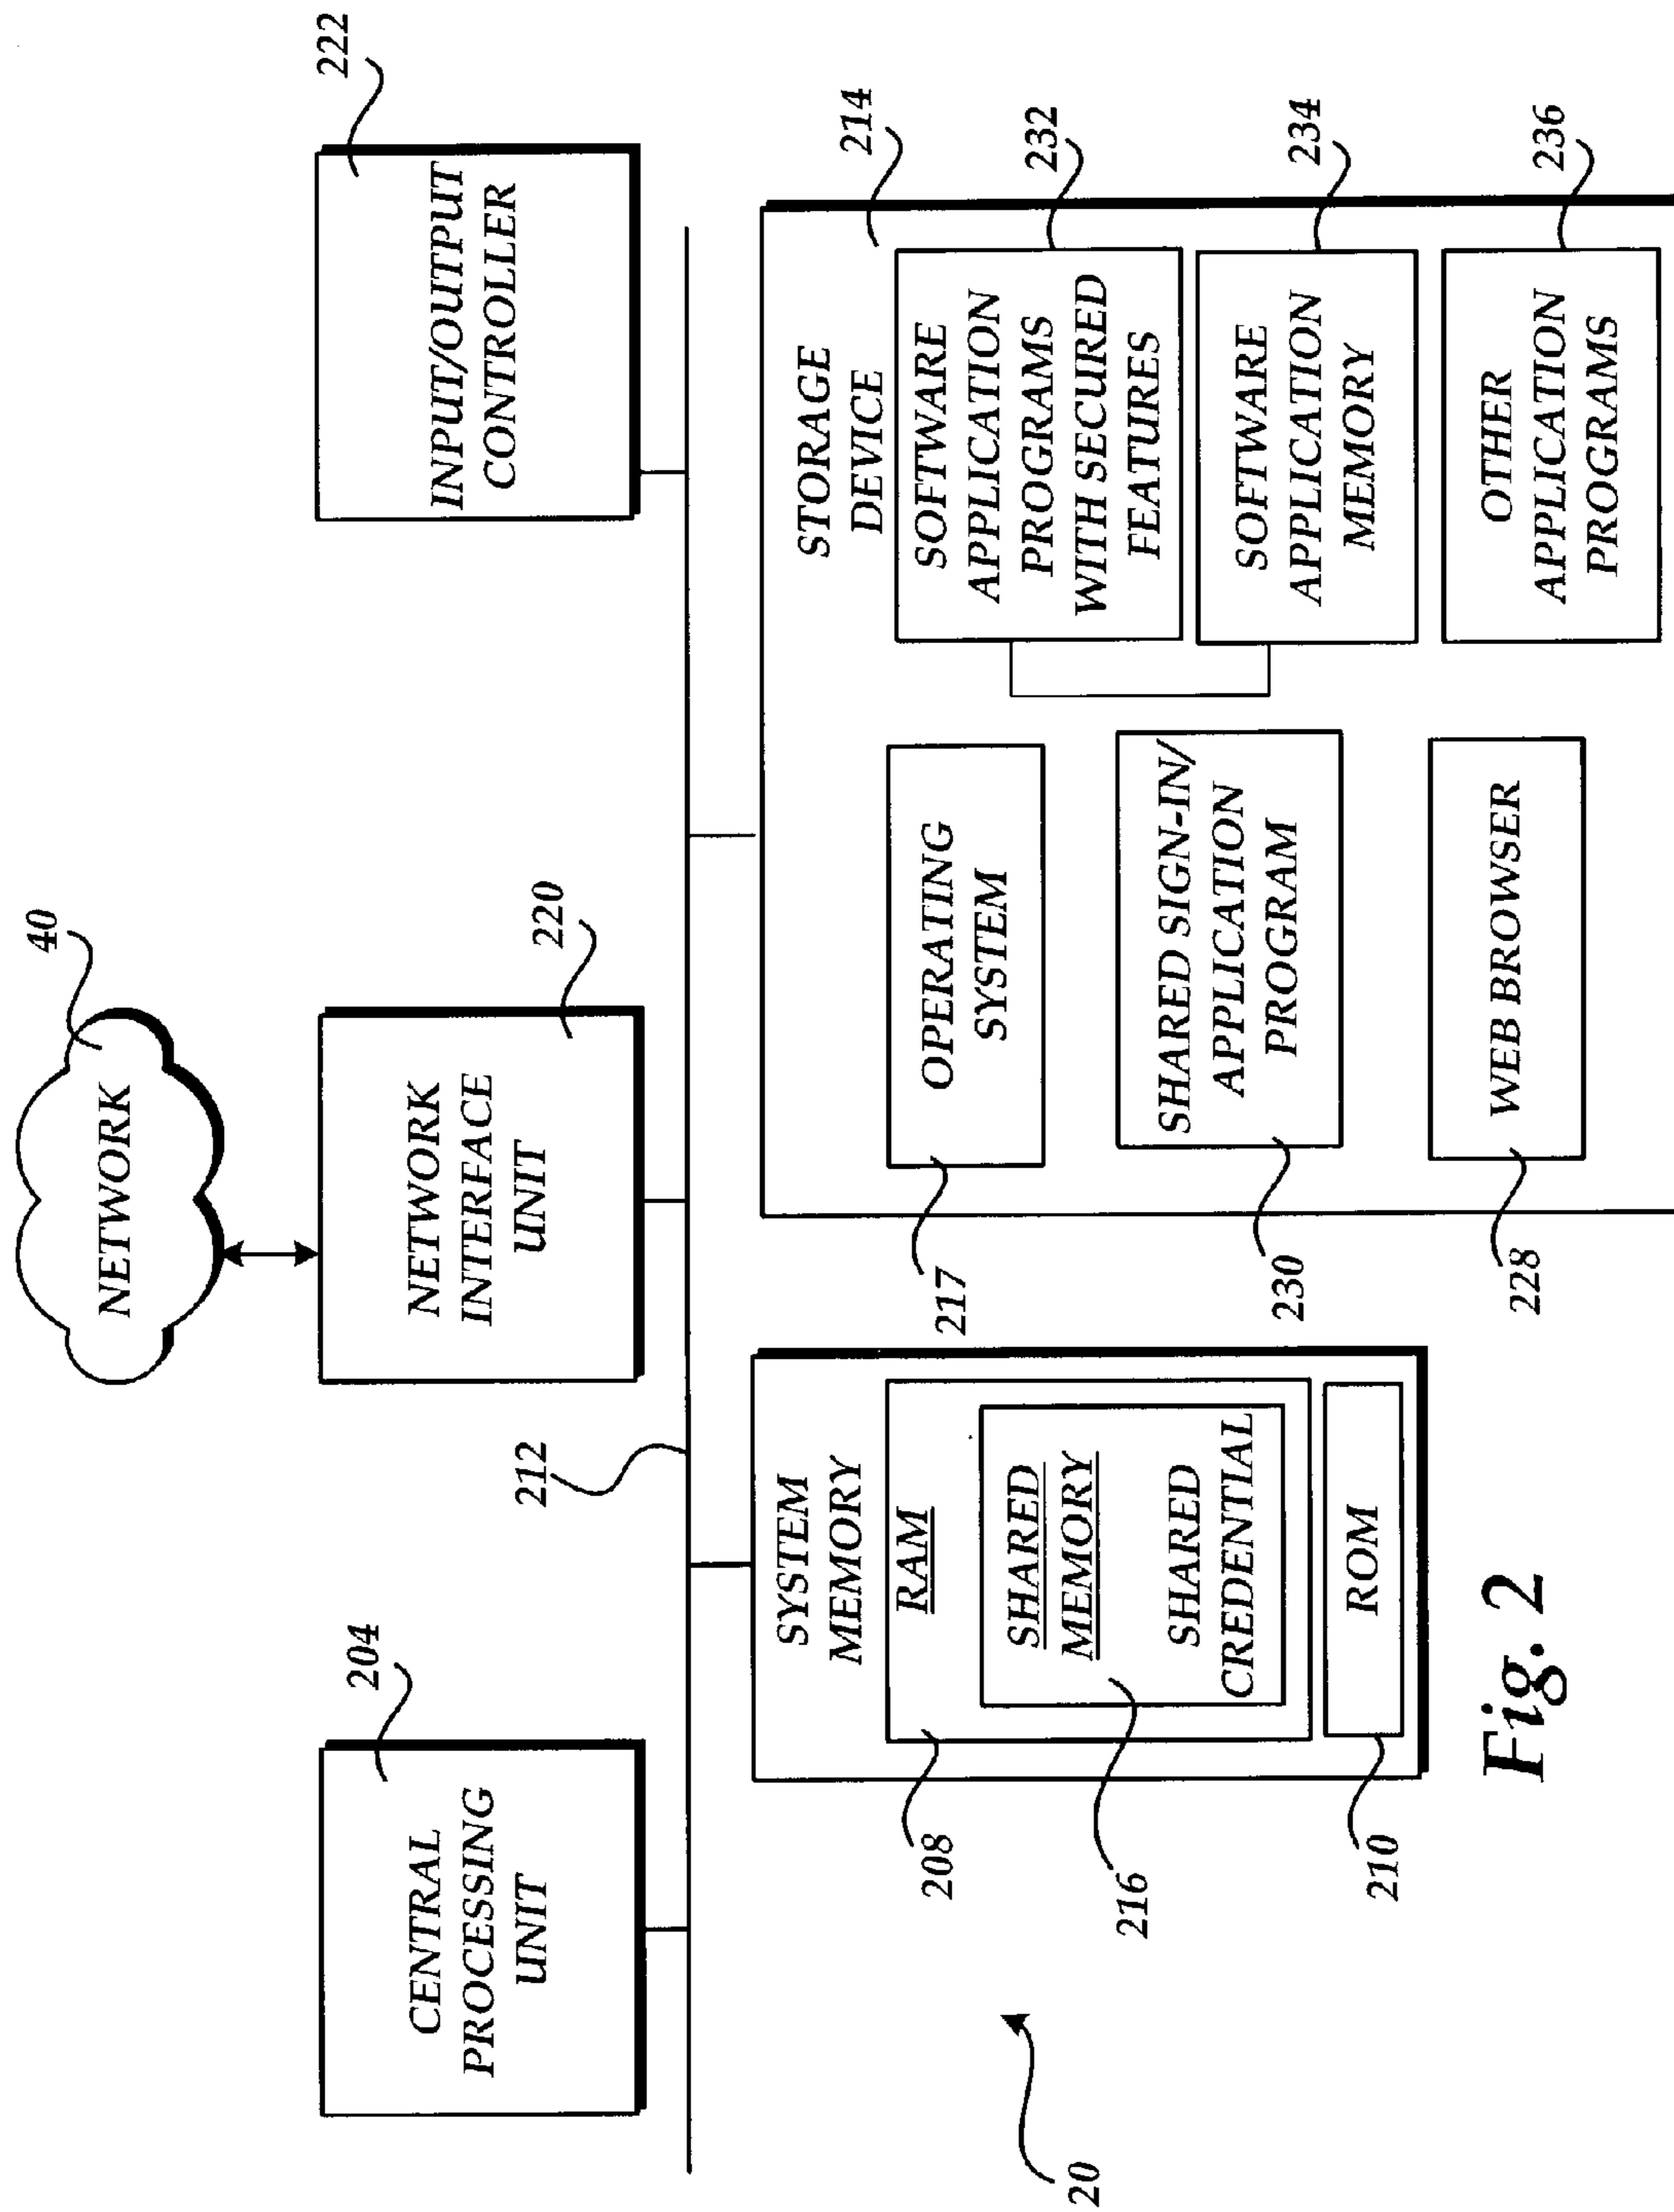 40
NETWORK
204
CENTRAL
PROCESSING
UNIT
NETWORK
INTERFACE
UNIT
220
222
INPUT/OUTPUT
CONTROLLER
212
SYSTEM
MEMORY
RAM
SHARED
MEMORY
SHARED
CREDENTIAL
ROM
208
216
210
STORAGE
DEVICE
214
OPERATING
SYSTEM
217
SHARED SIGN-IN/
APPLICATION
PROGRAM
230
WEB BROWSER
228
SOFTWARE
APPLICATION
PROGRAMS
WITH SECURED
FEATURES
232
SOFTWARE
APPLICATION
MEMORY
234
OTHER
APPLICATION
PROGRAMS
236
20
Fig. 2